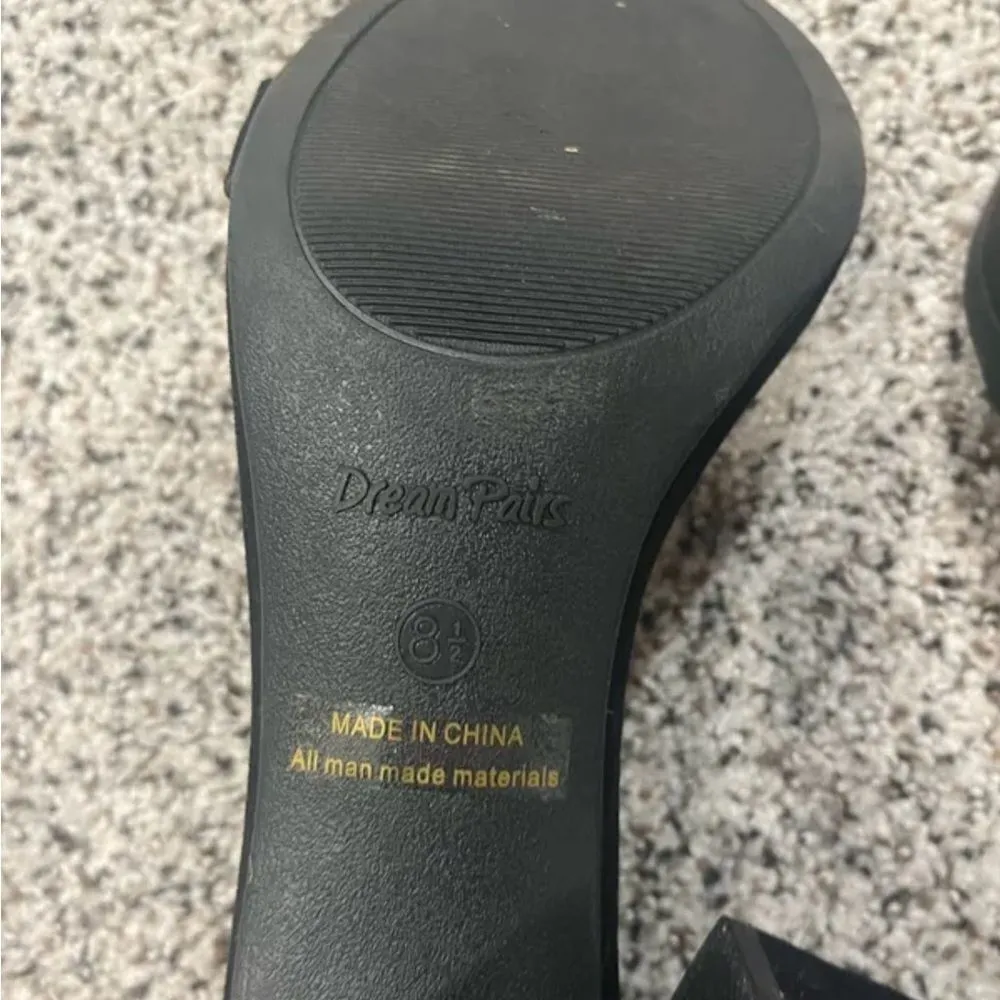 Dream Pairs
8½
MADE IN CHINA
All man made materials